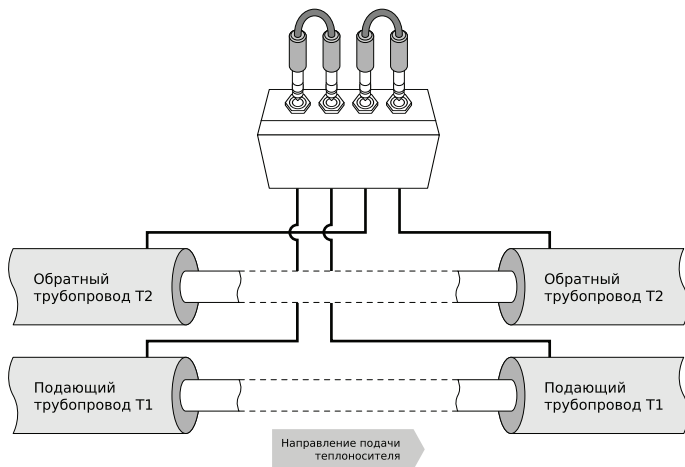 Обратный
трубопровод Т2
Обратный
трубопровод Т2
Подающий
трубопровод Т1
Подающий
трубопровод Т1
Направление подачи
теплоносителя